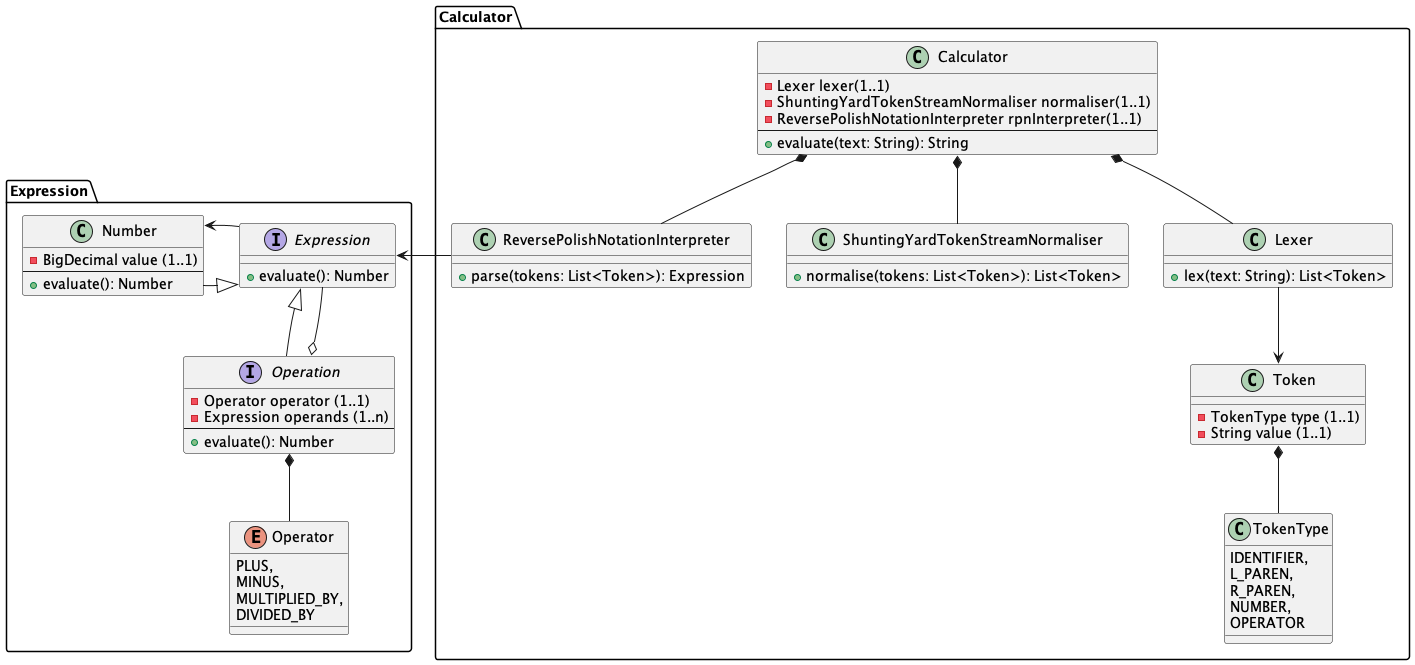 Calculator
C Calculator
Lexer lexer(1..1)
ShuntingYardTokenStreamNormaliser normaliser(1..1)
ReversePolishNotationInterpreter rpnInterpreter(1..1)
evaluate(text: String): String
Expression
C Number
BigDecimal value (1..1)
evaluate(): Number
I Expression
evaluate(): Number
C ReversePolishNotationInterpreter
parse(tokens: List<Token>): Expression
C ShuntingYardTokenStreamNormaliser
normalise(tokens: List<Token>): List<Token>
C Lexer
lex(text: String): List<Token>
I Operation
Operator operator (1..1)
Expression operands (1..n)
evaluate(): Number
C Token
TokenType type (1..1)
String value (1..1)
E Operator
PLUS,
MINUS,
MULTIPLIED_BY,
DIVIDED_BY
C TokenType
IDENTIFIER,
L_PAREN,
R_PAREN,
NUMBER,
OPERATOR